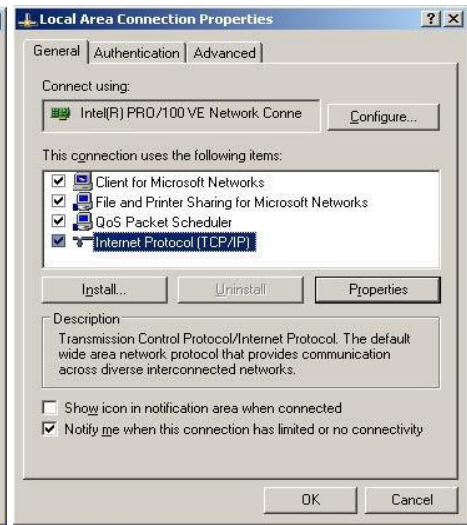 Local Area Connection Properties
General Authentication Advanced
Connect using:
Intel(R) PRO/100 VE Network Conne
Configure...
This connection uses the following items:
Client for Microsoft Networks
File and Printer Sharing for Microsoft Networks
QoS Packet Scheduler
Internet Protocol (TCP/IP)
Install... Uninstall Properties
Description
Transmission Control Protocol/Internet Protocol. The default
wide area network protocol that provides communication
across diverse interconnected networks.
Show icon in notification area when connected
Notify me when this connection has limited or no connectivity
OK Cancel